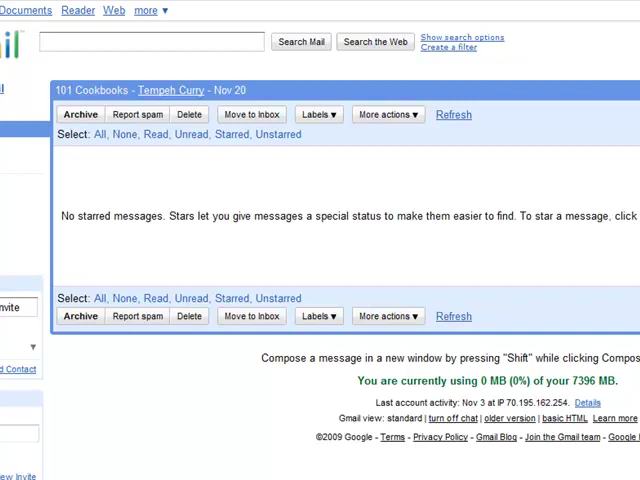 Documents Reader Web more ▼
il
Search Mail Search the Web Show search options
Create a filter
il
101 Cookbooks - Tempeh Curry - Nov 20
Archive Report spam Delete Move to Inbox Labels ▼ More actions ▼ Refresh
Select: All, None, Read, Unread, Starred, Unstarred
No starred messages. Stars let you give messages a special status to make them easier to find. To star a message, click
Select: All, None, Read, Unread, Starred, Unstarred
nvite
Archive Report spam Delete Move to Inbox Labels ▼ More actions ▼ Refresh
▼
d Contact
Compose a message in a new window by pressing "Shift" while clicking Compos
You are currently using 0 MB (0%) of your 7396 MB.
Last account activity: Nov 3 at IP 70.195.162.254. Details
Gmail view: standard | turn off chat | older version | basic HTML Learn more
©2009 Google - Terms - Privacy Policy - Gmail Blog - Join the Gmail team - Google
ew Invite